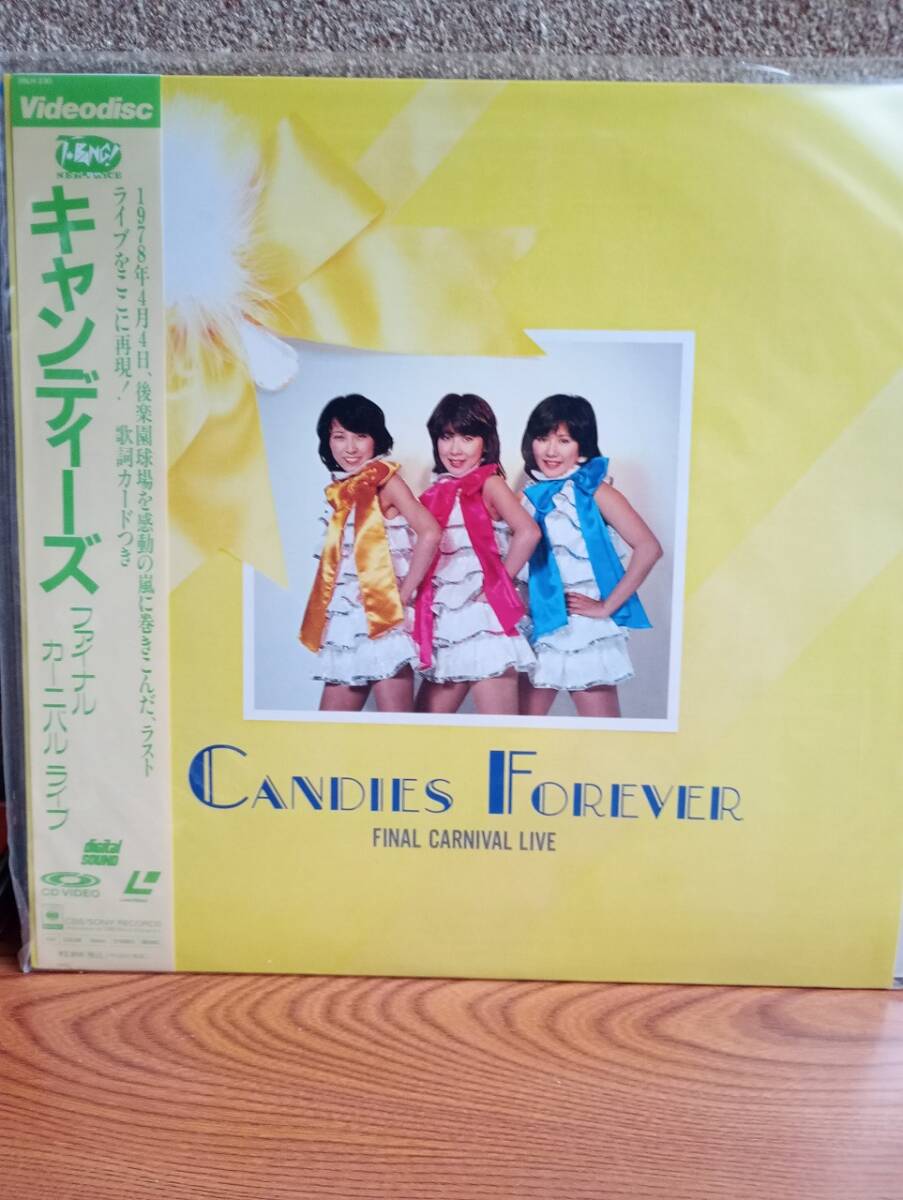 Videodisc
キャンディーズ
ファイナル
カーニバル ライブ
1978年4月4日、後楽園球場を感動の嵐に巻きこんだ、ラスト
ライブをここに再現! 歌詞カードつき
digital
SOUND
CD VIDEO
CBS/SONY RECORDS
CANDIES FOREVER
FINAL CARNIVAL LIVE